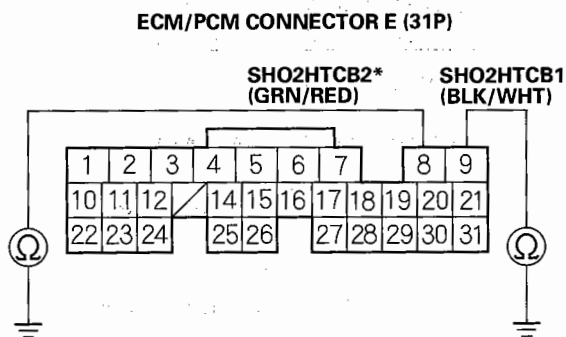 ECM/PCM CONNECTOR E (31P)
SHO2HTCB2* SHO2HTCB1
(GRN/RED) (BLK/WHT)
1 2 3 4 5 6 7 8 9
10 11 12 14 15 16 17 18 19 20 21
22 23 24 25 26 27 28 29 30 31
Ω Ω